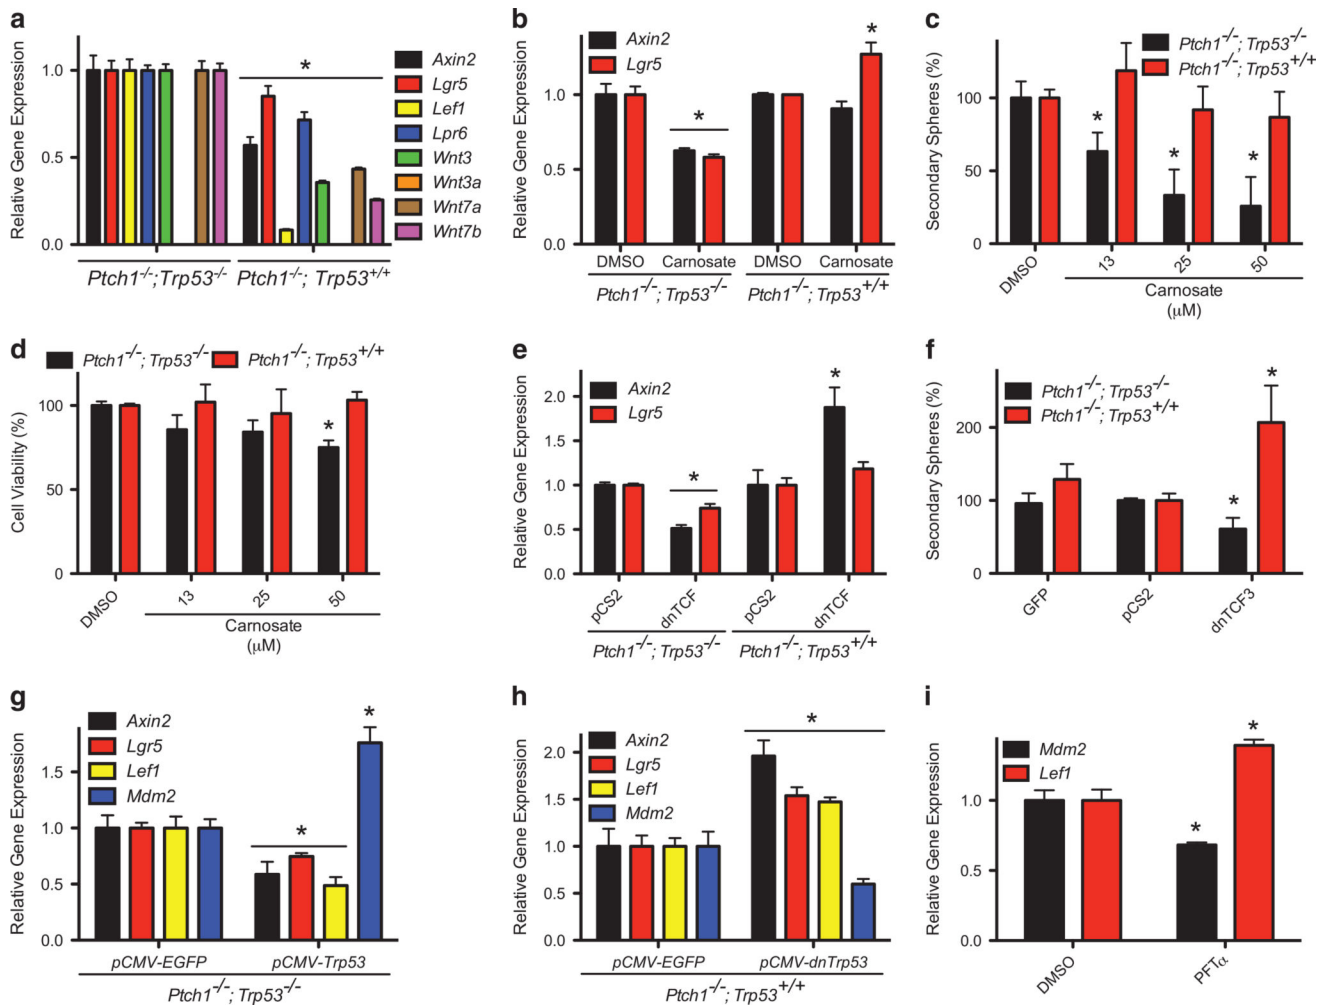 a
Relative Gene Expression
1.0
0.5
0.0
*
Axin2
Lgr5
Lef1
Lpr6
Wnt3
Wnt3a
Wnt7a
Wnt7b
Ptch1-/-;Trp53-/-
Ptch1-/-; Trp53+/+
b
Relative Gene Expression
1.0
0.5
0.0
Axin2
Lgr5
*
*
DMSO Carnosate DMSO Carnosate
Ptch1-/-; Trp53-/-
Ptch1-/-; Trp53+/+
c
Secondary Spheres (%)
100
50
0
Ptch1-/-; Trp53-/-
Ptch1-/-; Trp53+/+
*
*
*
DMSO 13 25 50
Carnosate
(μM)
d
Cell Viability (%)
100
50
0
Ptch1-/-; Trp53-/-
Ptch1-/-; Trp53+/+
*
DMSO 13 25 50
Carnosate
(μM)
e
Relative Gene Expression
2.0
1.5
1.0
0.5
0.0
Axin2
Lgr5
*
*
pCS2 dnTCF pCS2 dnTCF
Ptch1-/-; Trp53-/-
Ptch1-/-; Trp53+/+
f
Secondary Spheres (%)
200
100
0
Ptch1-/-; Trp53-/-
Ptch1-/-; Trp53+/+
*
*
GFP pCS2 dnTCF3
g
Relative Gene Expression
1.5
1.0
0.5
0.0
Axin2
Lgr5
Lef1
Mdm2
*
*
pCMV-EGFP pCMV-Trp53
Ptch1-/-; Trp53-/-
h
Relative Gene Expression
2.0
1.5
1.0
0.5
0.0
Axin2
Lgr5
Lef1
Mdm2
*
pCMV-EGFP pCMV-dnTrp53
Ptch1-/-; Trp53+/+
i
Relative Gene Expression
1.0
0.5
0.0
Mdm2
Lef1
*
*
DMSO PFTα